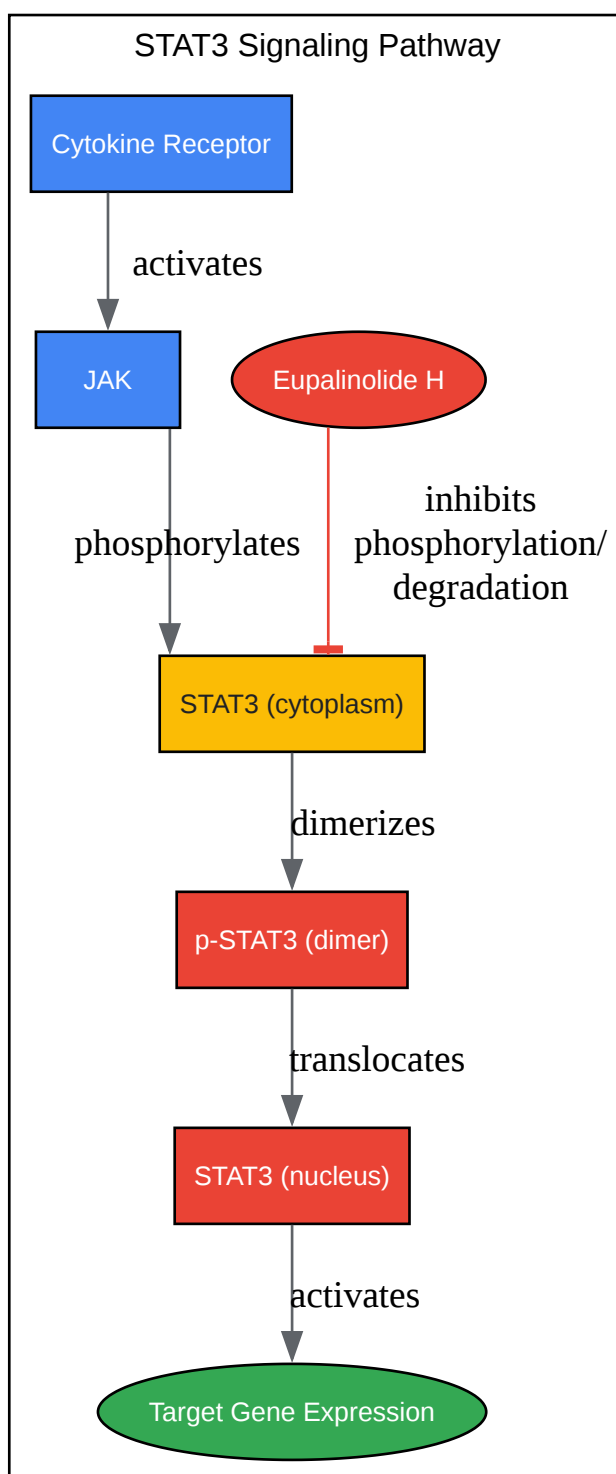 STAT3 Signaling Pathway
Cytokine Receptor
activates
JAK
Eupalinolide H
phosphorylates
inhibits
phosphorylation/
degradation
STAT3 (cytoplasm)
dimerizes
p-STAT3 (dimer)
translocates
STAT3 (nucleus)
activates
Target Gene Expression